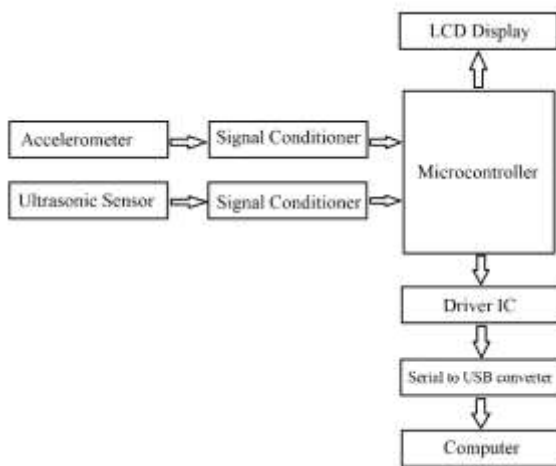 LCD Display
Accelerometer
Signal Conditioner
Microcontroller
Ultrasonic Sensor
Signal Conditioner
Driver IC
Serial to USB converter
Computer